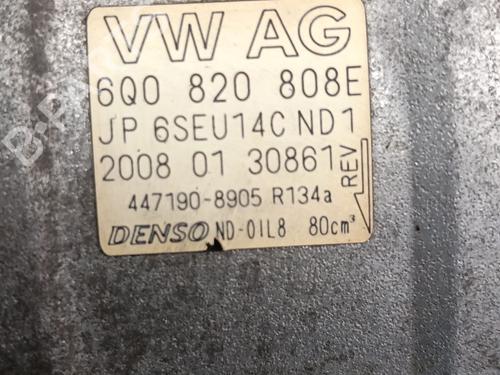 VW AG
6Q0 820 808E
JP 6SEU14C ND1
2008 01 30861
REV
447190-8905 R134a
DENSO ND-OIL8 80cm³